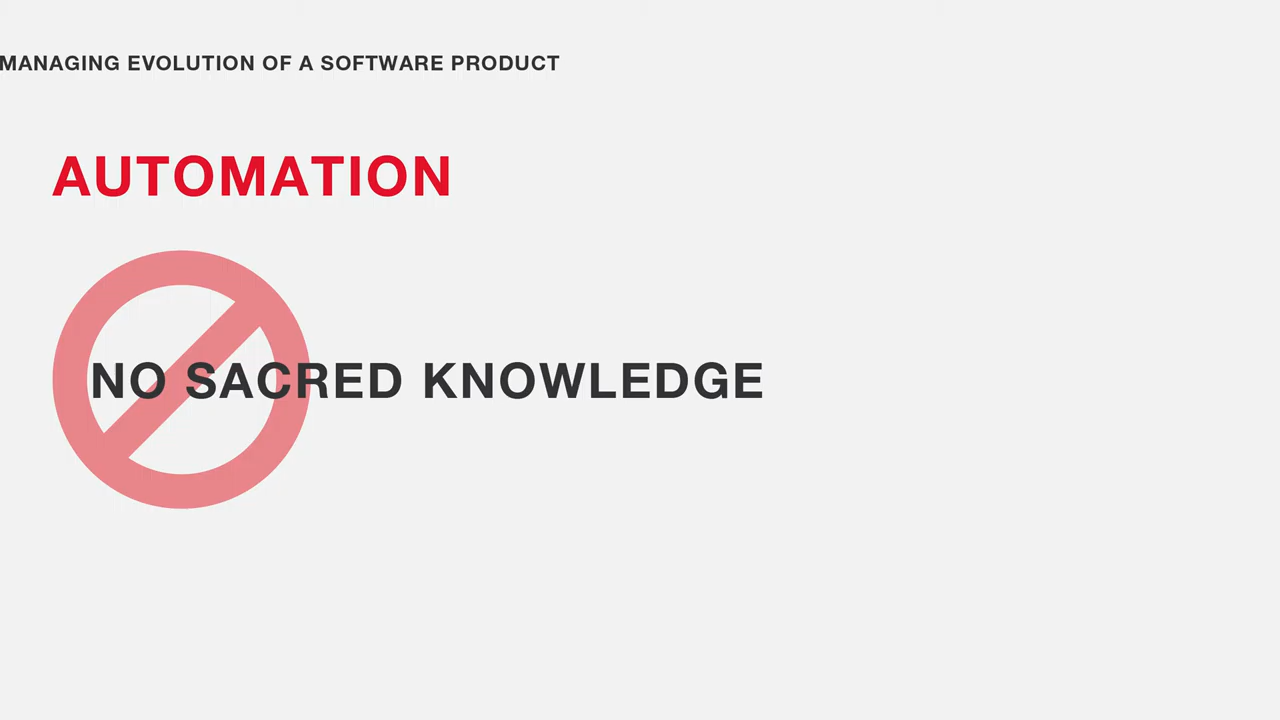 MANAGING EVOLUTION OF A SOFTWARE PRODUCT
AUTOMATION
NO SACRED KNOWLEDGE